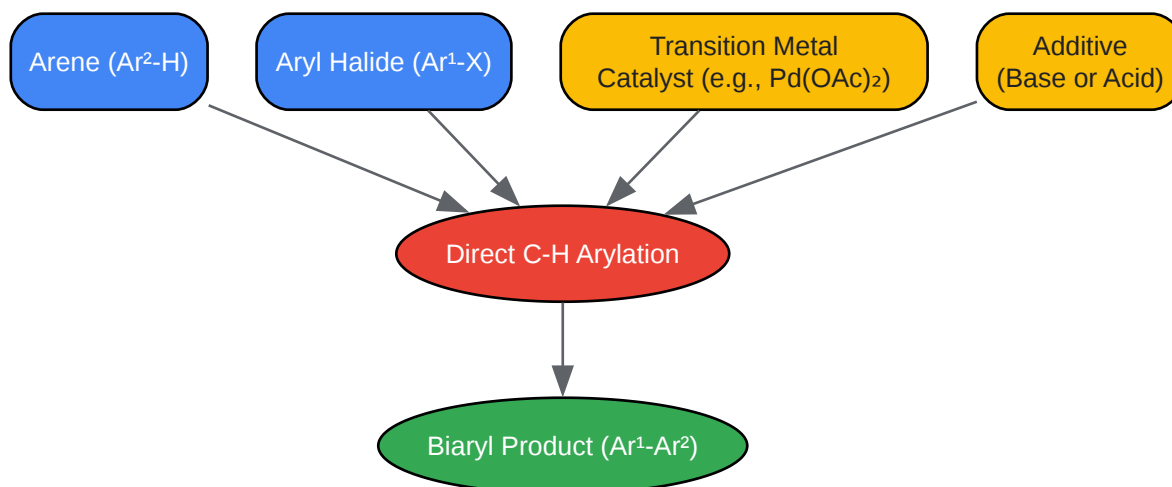 Arene (Ar²-H)
Aryl Halide (Ar¹-X)
Transition Metal
Catalyst (e.g., Pd(OAc)₂)
Additive
(Base or Acid)
Direct C-H Arylation
Biaryl Product (Ar¹-Ar²)